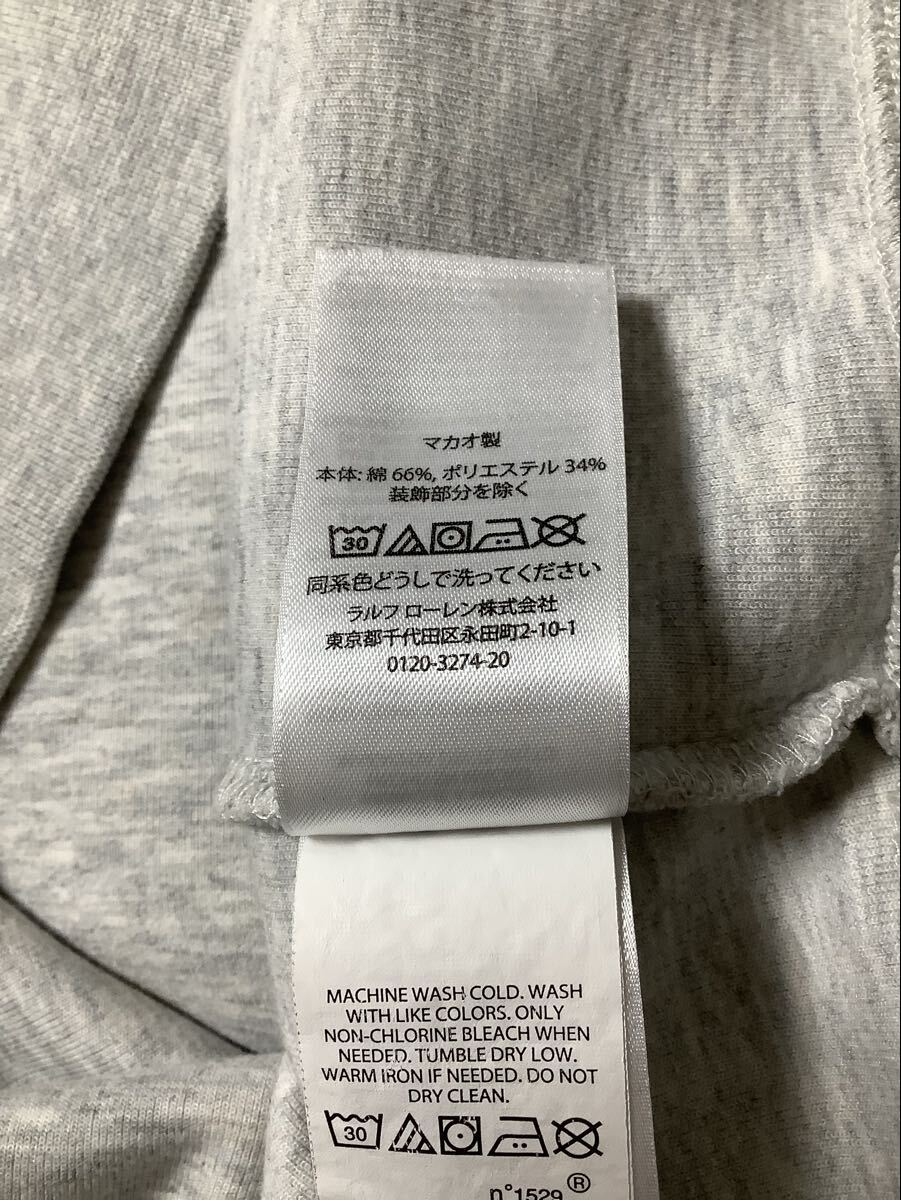 マカオ製
本体: 綿 66%, ポリエステル 34%
装飾部分を除く
30
同系色どうしで洗ってください
ラルフ ローレン株式会社
東京都千代田区永田町2-10-1
0120-3274-20
MACHINE WASH COLD. WASH
WITH LIKE COLORS. ONLY
NON-CHLORINE BLEACH WHEN
NEEDED. TUMBLE DRY LOW.
WARM IRON IF NEEDED. DO NOT
DRY CLEAN.
30
n°1529 ®